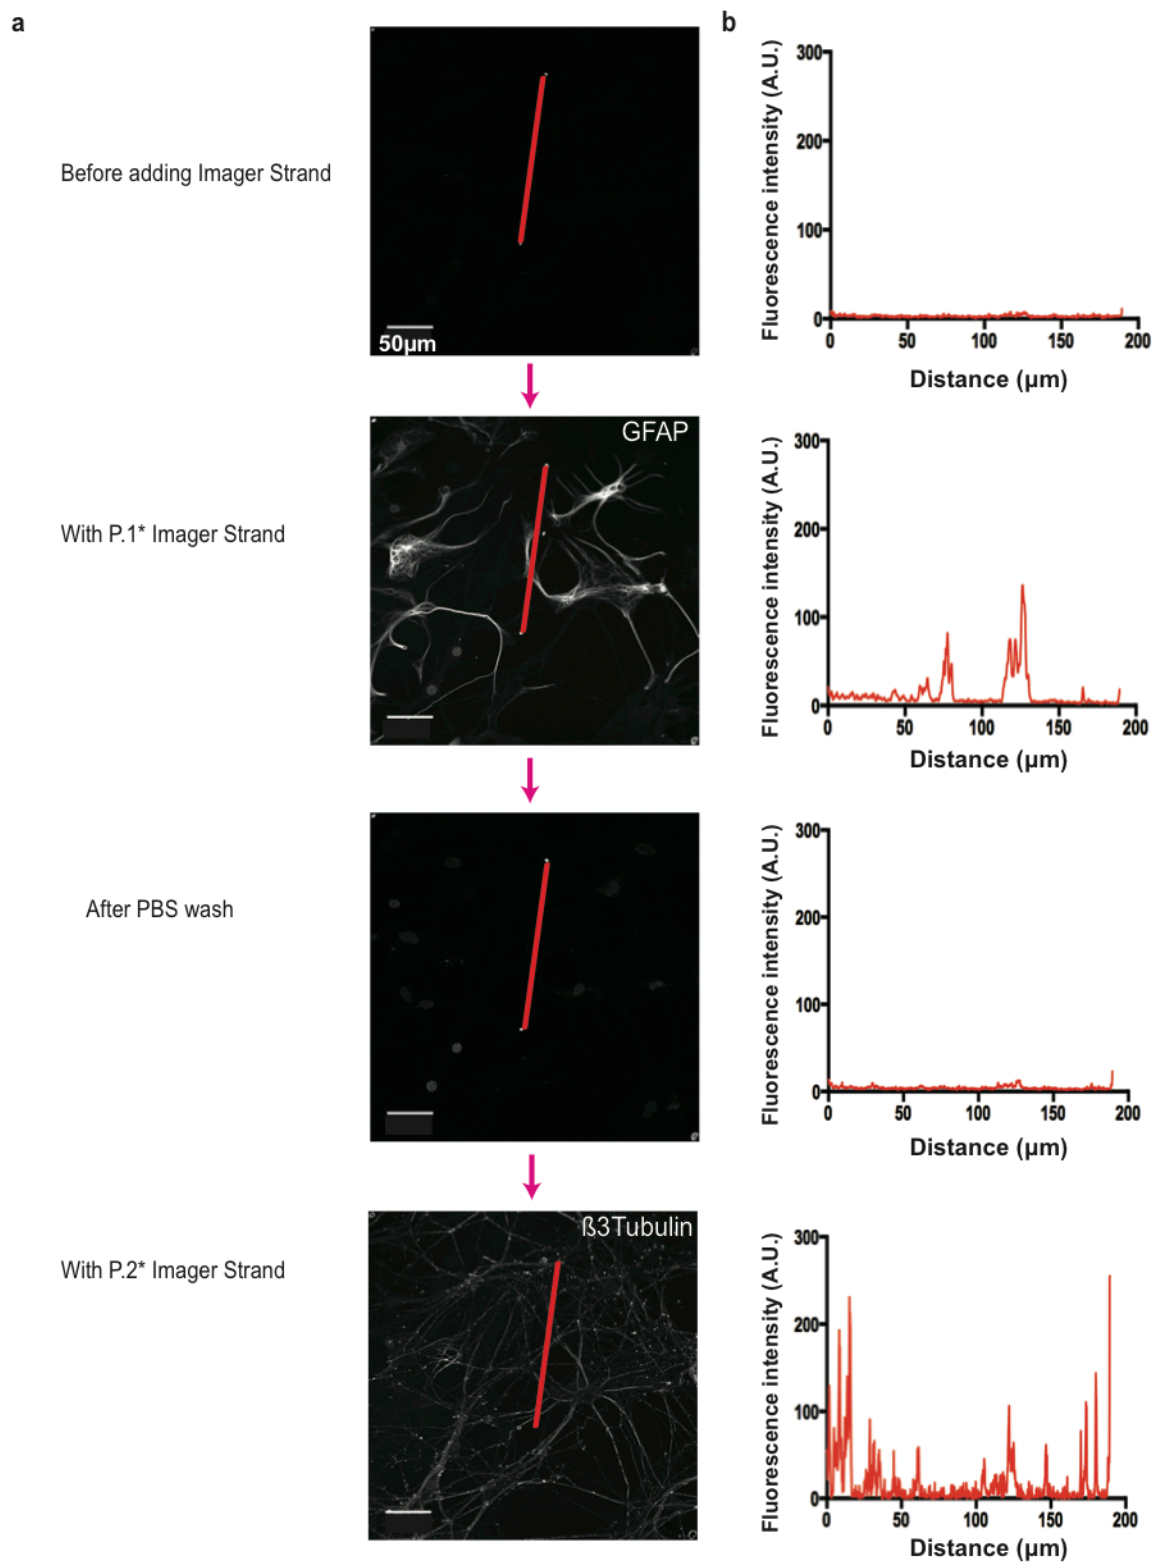 a
b
Before adding Imager Strand
50µm
Fluorescence intensity (A.U.)
300
200
100
0
0 50 100 150 200
Distance (µm)
With P.1* Imager Strand
GFAP
Fluorescence intensity (A.U.)
300
200
100
0
0 50 100 150 200
Distance (µm)
After PBS wash
Fluorescence intensity (A.U.)
300
200
100
0
0 50 100 150 200
Distance (µm)
With P.2* Imager Strand
ß3Tubulin
Fluorescence intensity (A.U.)
300
200
100
0
0 50 100 150 200
Distance (µm)